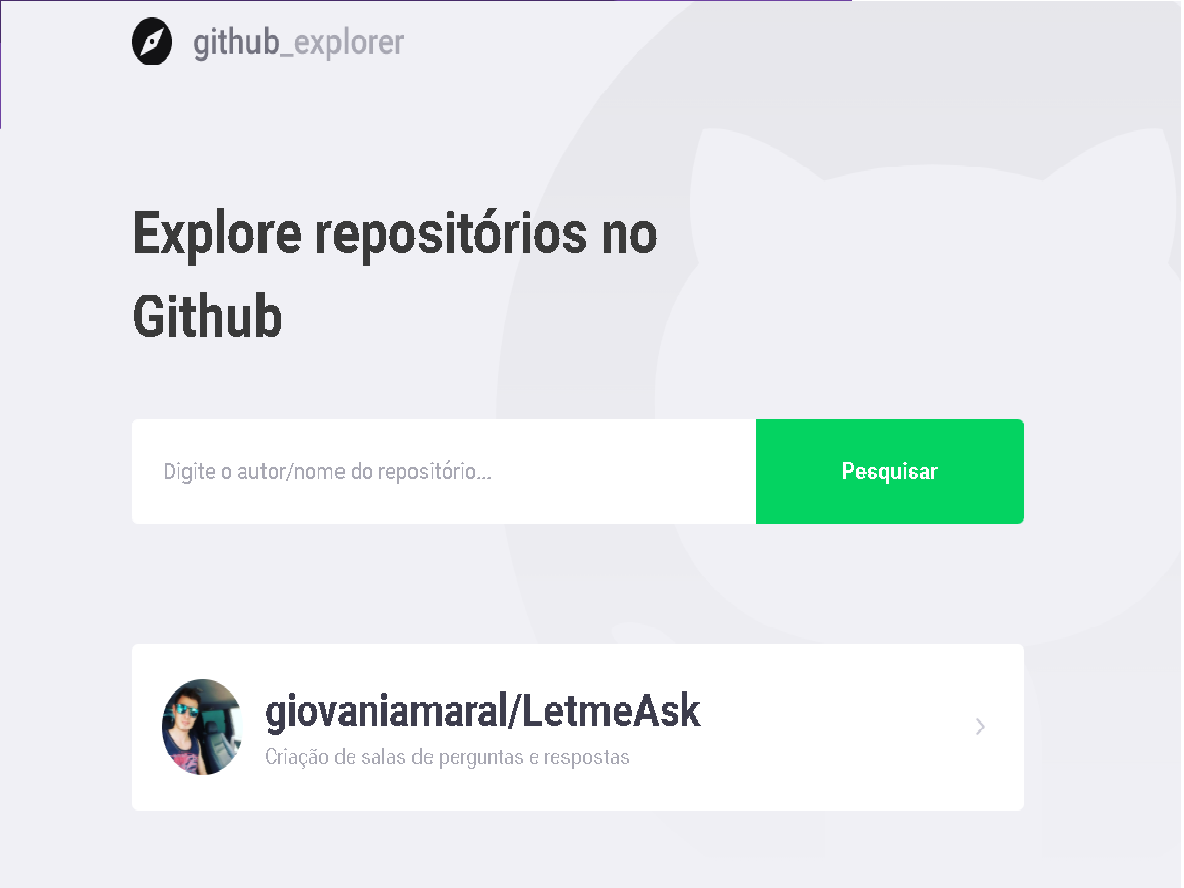 github_explorer
Explore repositórios no
Github
Digite o autor/nome do repositório...
Pesquisar
giovaniamaral/LetmeAsk
Criação de salas de perguntas e respostas